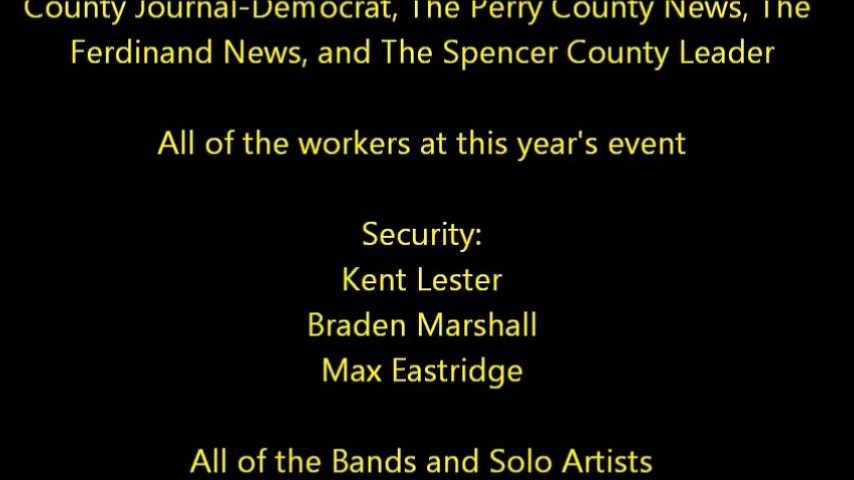 County Journal-Democrat, The Perry County News, The
Ferdinand News, and The Spencer County Leader
All of the workers at this year's event
Security:
Kent Lester
Braden Marshall
Max Eastridge
All of the Bands and Solo Artists